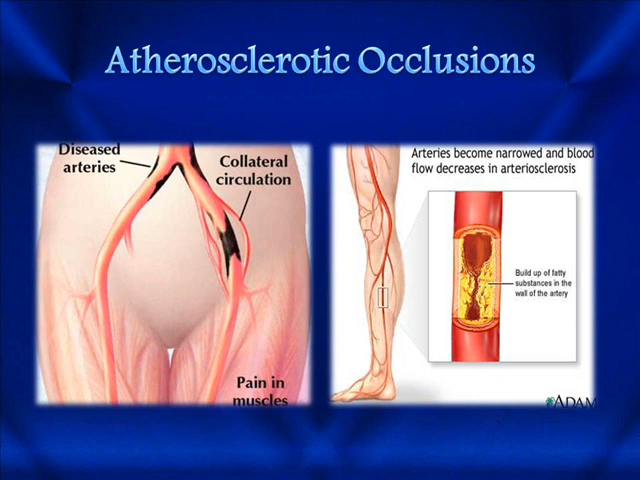 Atherosclerotic Occlusions
Diseased
arteries
Collateral
circulation
Pain in
muscles
Arteries become narrowed and blood
flow decreases in arteriosclerosis
Build up of fatty
substances in the
wall of the artery
ADAM